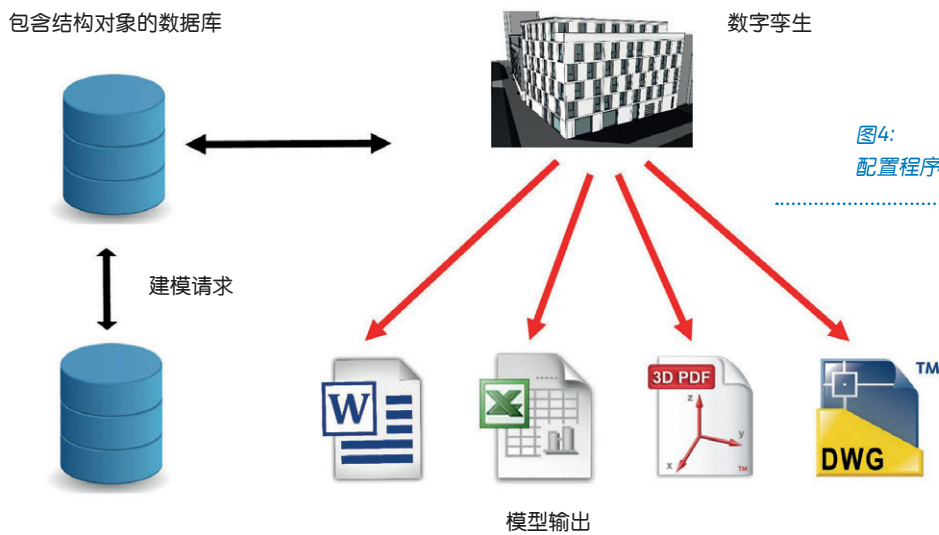 包含结构对象的数据库
数字孪生
图4:
配置程序
建模请求
W
X
3D PDF
z
y
x
TM
TM
DWG
模型输出